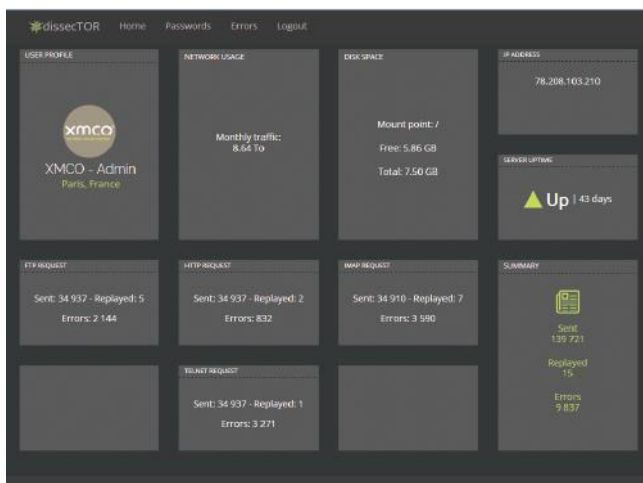 dissecTOR Home Passwords Errors Logout
USER PROFILE
xmco
XMCO - Admin
Paris, France
NETWORK USAGE
Monthly traffic:
8.64 To
DISK SPACE
Mount point: /
Free: 5.86 GB
Total: 7.50 GB
IP ADDRESS
78.208.103.210
SERVER UPTIME
Up | 43 days
FTP REQUEST
Sent: 34 937 - Replayed: 5
Errors: 2 144
HTTP REQUEST
Sent: 34 937 - Replayed: 2
Errors: 832
IMAP REQUEST
Sent: 34 910 - Replayed: 7
Errors: 3 590
SUMMARY
Sent
139 721
Replayed
15
Errors
9 837
TELNET REQUEST
Sent: 34 937 - Replayed: 1
Errors: 3 271